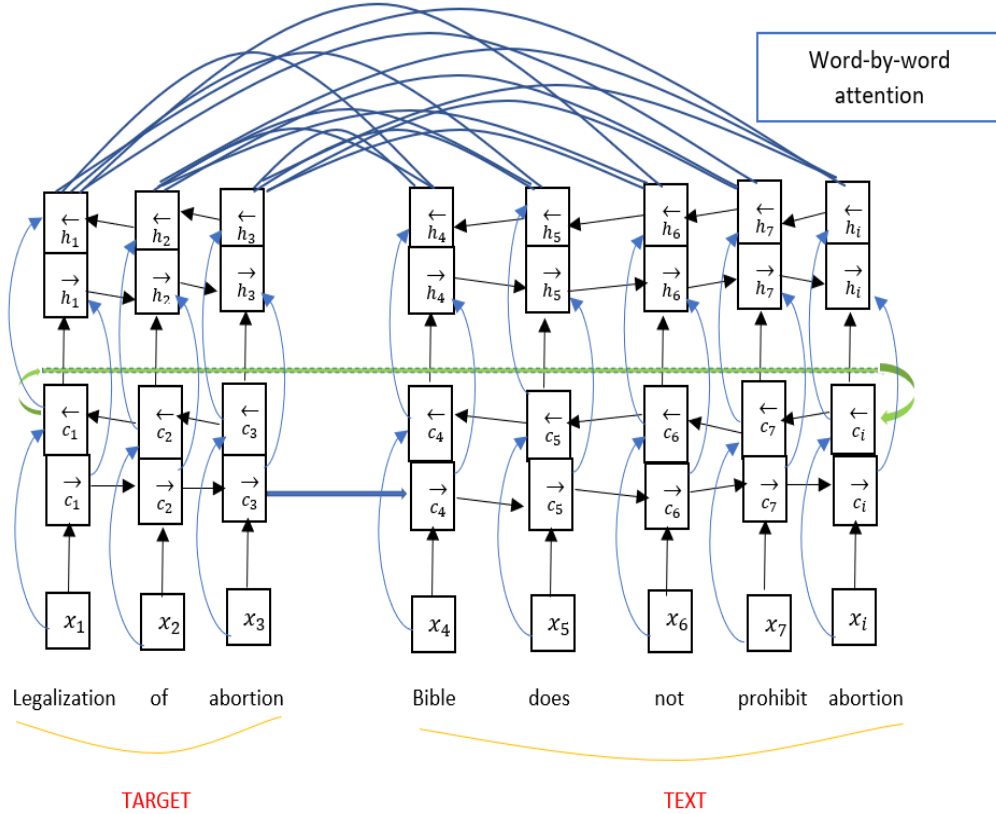 Word-by-word
attention
← ← ← ← ← ← ← ←
h₁ h₂ h₃ h₄ h₅ h₆ h₇ hᵢ
→ → → → → → → →
h₁ h₂ h₃ h₄ h₅ h₆ h₇ hᵢ
← ← ← ← ← ← ← ←
c₁ c₂ c₃ c₄ c₅ c₆ c₇ cᵢ
→ → → → → → → →
c₁ c₂ c₃ c₄ c₅ c₆ c₇ cᵢ
x₁ x₂ x₃ x₄ x₅ x₆ x₇ xᵢ
Legalization of abortion Bible does not prohibit abortion
TARGET TEXT